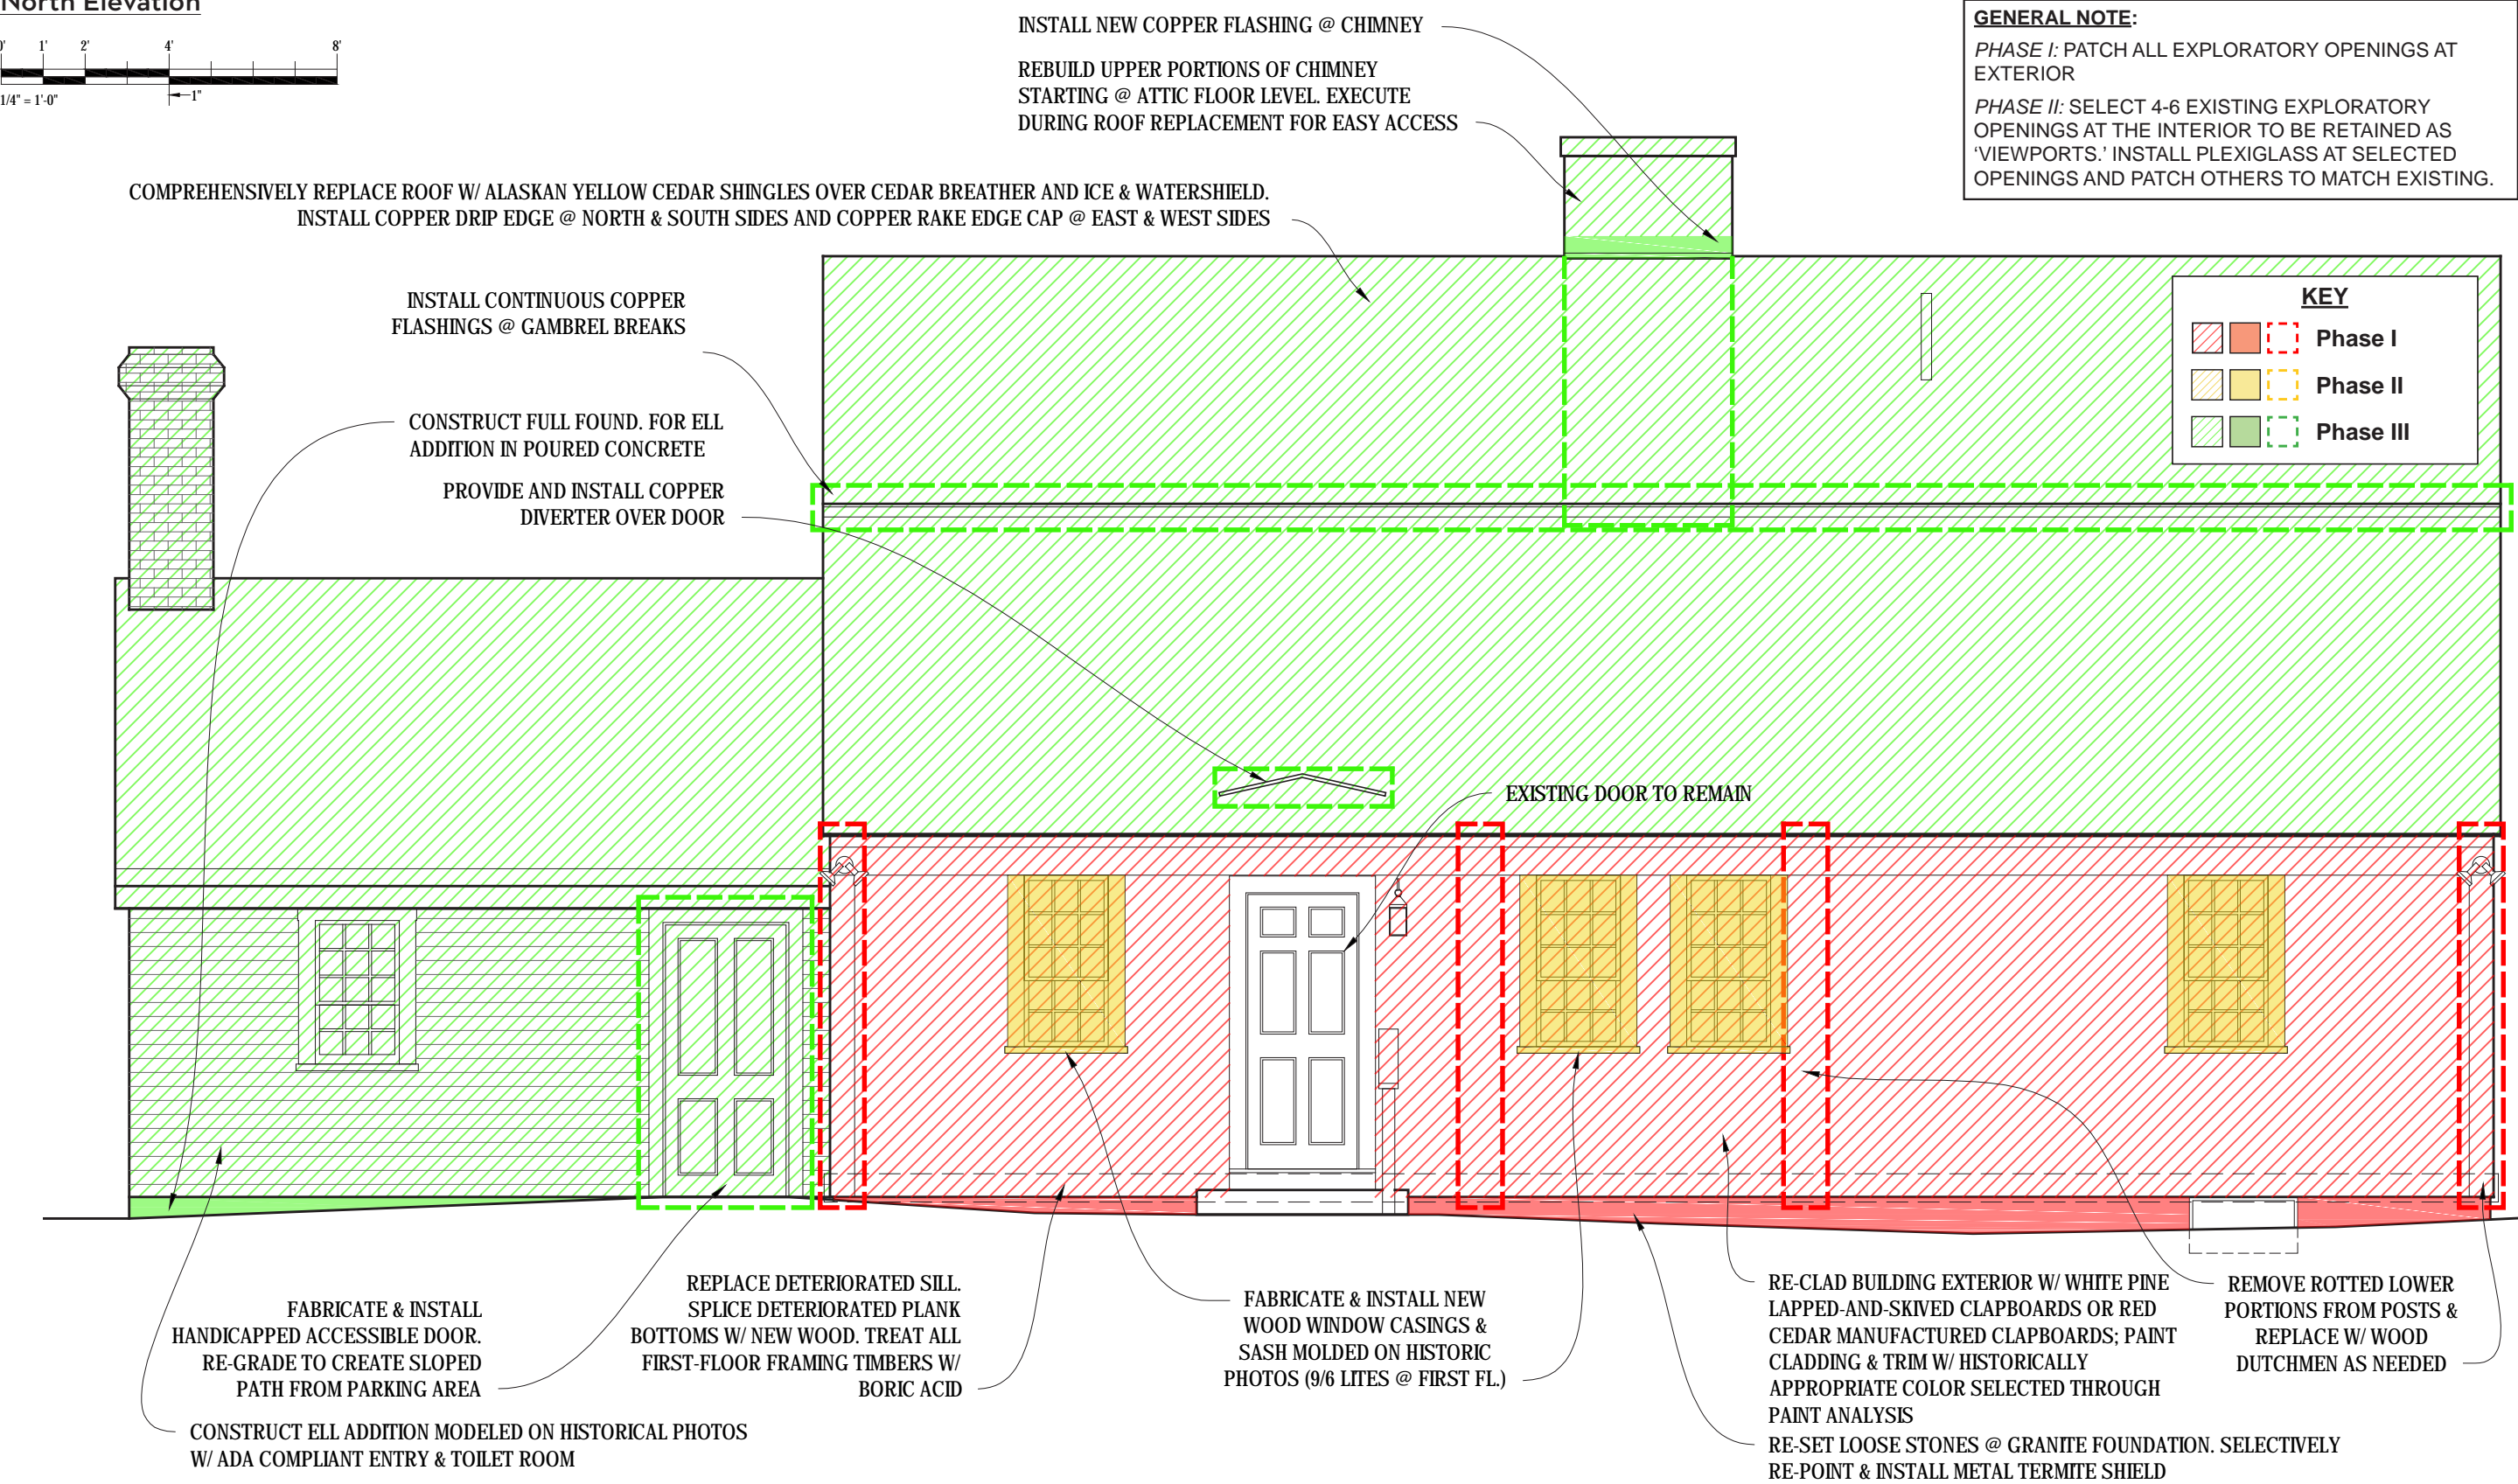 North Elevation
0' 1' 2' 4' 8'
1/4" = 1'-0"
1"
INSTALL NEW COPPER FLASHING @ CHIMNEY
REBUILD UPPER PORTIONS OF CHIMNEY
STARTING @ ATTIC FLOOR LEVEL. EXECUTE
DURING ROOF REPLACEMENT FOR EASY ACCESS
GENERAL NOTE:
PHASE I: PATCH ALL EXPLORATORY OPENINGS AT
EXTERIOR
PHASE II: SELECT 4-6 EXISTING EXPLORATORY
OPENINGS AT THE INTERIOR TO BE RETAINED AS
‘VIEWPORTS.’ INSTALL PLEXIGLASS AT SELECTED
OPENINGS AND PATCH OTHERS TO MATCH EXISTING.
COMPREHENSIVELY REPLACE ROOF W/ ALASKAN YELLOW CEDAR SHINGLES OVER CEDAR BREATHER AND ICE & WATERSHIELD.
INSTALL COPPER DRIP EDGE @ NORTH & SOUTH SIDES AND COPPER RAKE EDGE CAP @ EAST & WEST SIDES
INSTALL CONTINUOUS COPPER
FLASHINGS @ GAMBREL BREAKS
KEY
Phase I
Phase II
Phase III
CONSTRUCT FULL FOUND. FOR ELL
ADDITION IN POURED CONCRETE
PROVIDE AND INSTALL COPPER
DIVERTER OVER DOOR
EXISTING DOOR TO REMAIN
FABRICATE & INSTALL
HANDICAPPED ACCESSIBLE DOOR.
RE-GRADE TO CREATE SLOPED
PATH FROM PARKING AREA
CONSTRUCT ELL ADDITION MODELED ON HISTORICAL PHOTOS
W/ ADA COMPLIANT ENTRY & TOILET ROOM
REPLACE DETERIORATED SILL.
SPLICE DETERIORATED PLANK
BOTTOMS W/ NEW WOOD. TREAT ALL
FIRST-FLOOR FRAMING TIMBERS W/
BORIC ACID
FABRICATE & INSTALL NEW
WOOD WINDOW CASINGS &
SASH MOLDED ON HISTORIC
PHOTOS (9/6 LITES @ FIRST FL.)
RE-CLAD BUILDING EXTERIOR W/ WHITE PINE
LAPPED-AND-SKIVED CLAPBOARDS OR RED
CEDAR MANUFACTURED CLAPBOARDS; PAINT
CLADDING & TRIM W/ HISTORICALLY
APPROPRIATE COLOR SELECTED THROUGH
PAINT ANALYSIS
RE-SET LOOSE STONES @ GRANITE FOUNDATION. SELECTIVELY
RE-POINT & INSTALL METAL TERMITE SHIELD
REMOVE ROTTED LOWER
PORTIONS FROM POSTS &
REPLACE W/ WOOD
DUTCHMEN AS NEEDED